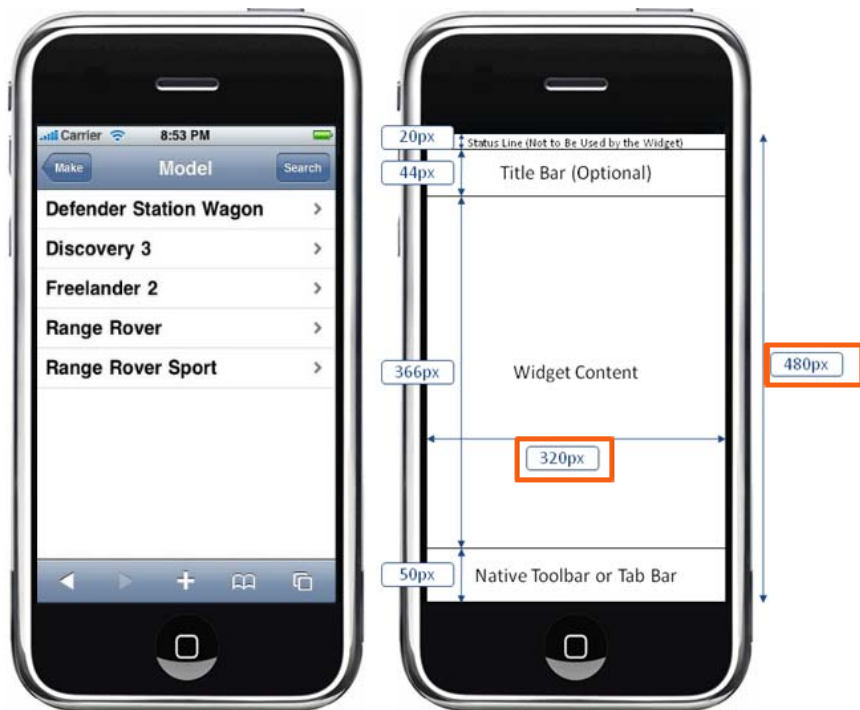 Carrier 8:53 PM
Make Model Search
Defender Station Wagon
Discovery 3
Freelander 2
Range Rover
Range Rover Sport
20px
Status Line (Not to Be Used by the Widget)
44px
Title Bar (Optional)
366px
Widget Content
480px
320px
50px
Native Toolbar or Tab Bar